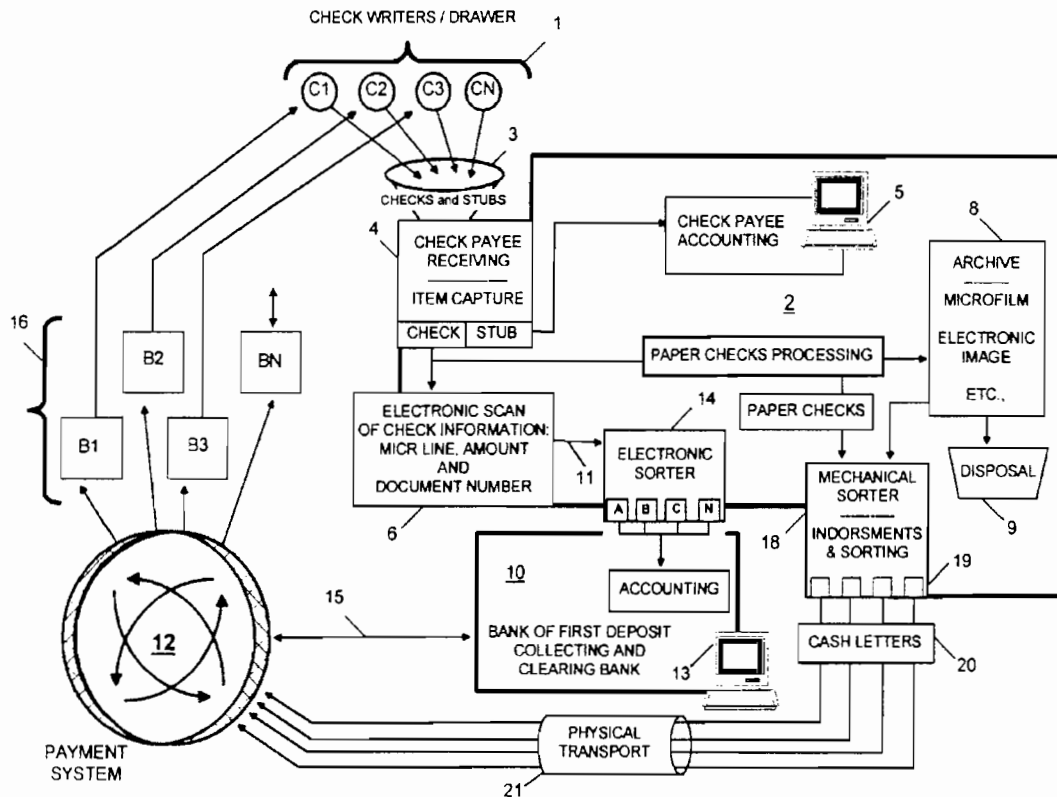 CHECK WRITERS / DRAWER
1
C1 C2 C3 CN
3
CHECKS and STUBS
4
CHECK PAYEE
RECEIVING
ITEM CAPTURE
CHECK STUB
CHECK PAYEE
ACCOUNTING
5
8
ARCHIVE
MICROFILM
ELECTRONIC
IMAGE
ETC.,
2
16
B2
BN
B1
B3
PAPER CHECKS PROCESSING
PAPER CHECKS
14
ELECTRONIC SCAN
OF CHECK INFORMATION:
MICR LINE, AMOUNT
AND
DOCUMENT NUMBER
11
6
ELECTRONIC
SORTER
A B C N
MECHANICAL
SORTER
INDORSMENTS
& SORTING
18
19
DISPOSAL
9
10
ACCOUNTING
BANK OF FIRST DEPOSIT
COLLECTING AND
CLEARING BANK
13
15
12
CASH LETTERS
20
PHYSICAL
TRANSPORT
21
PAYMENT
SYSTEM